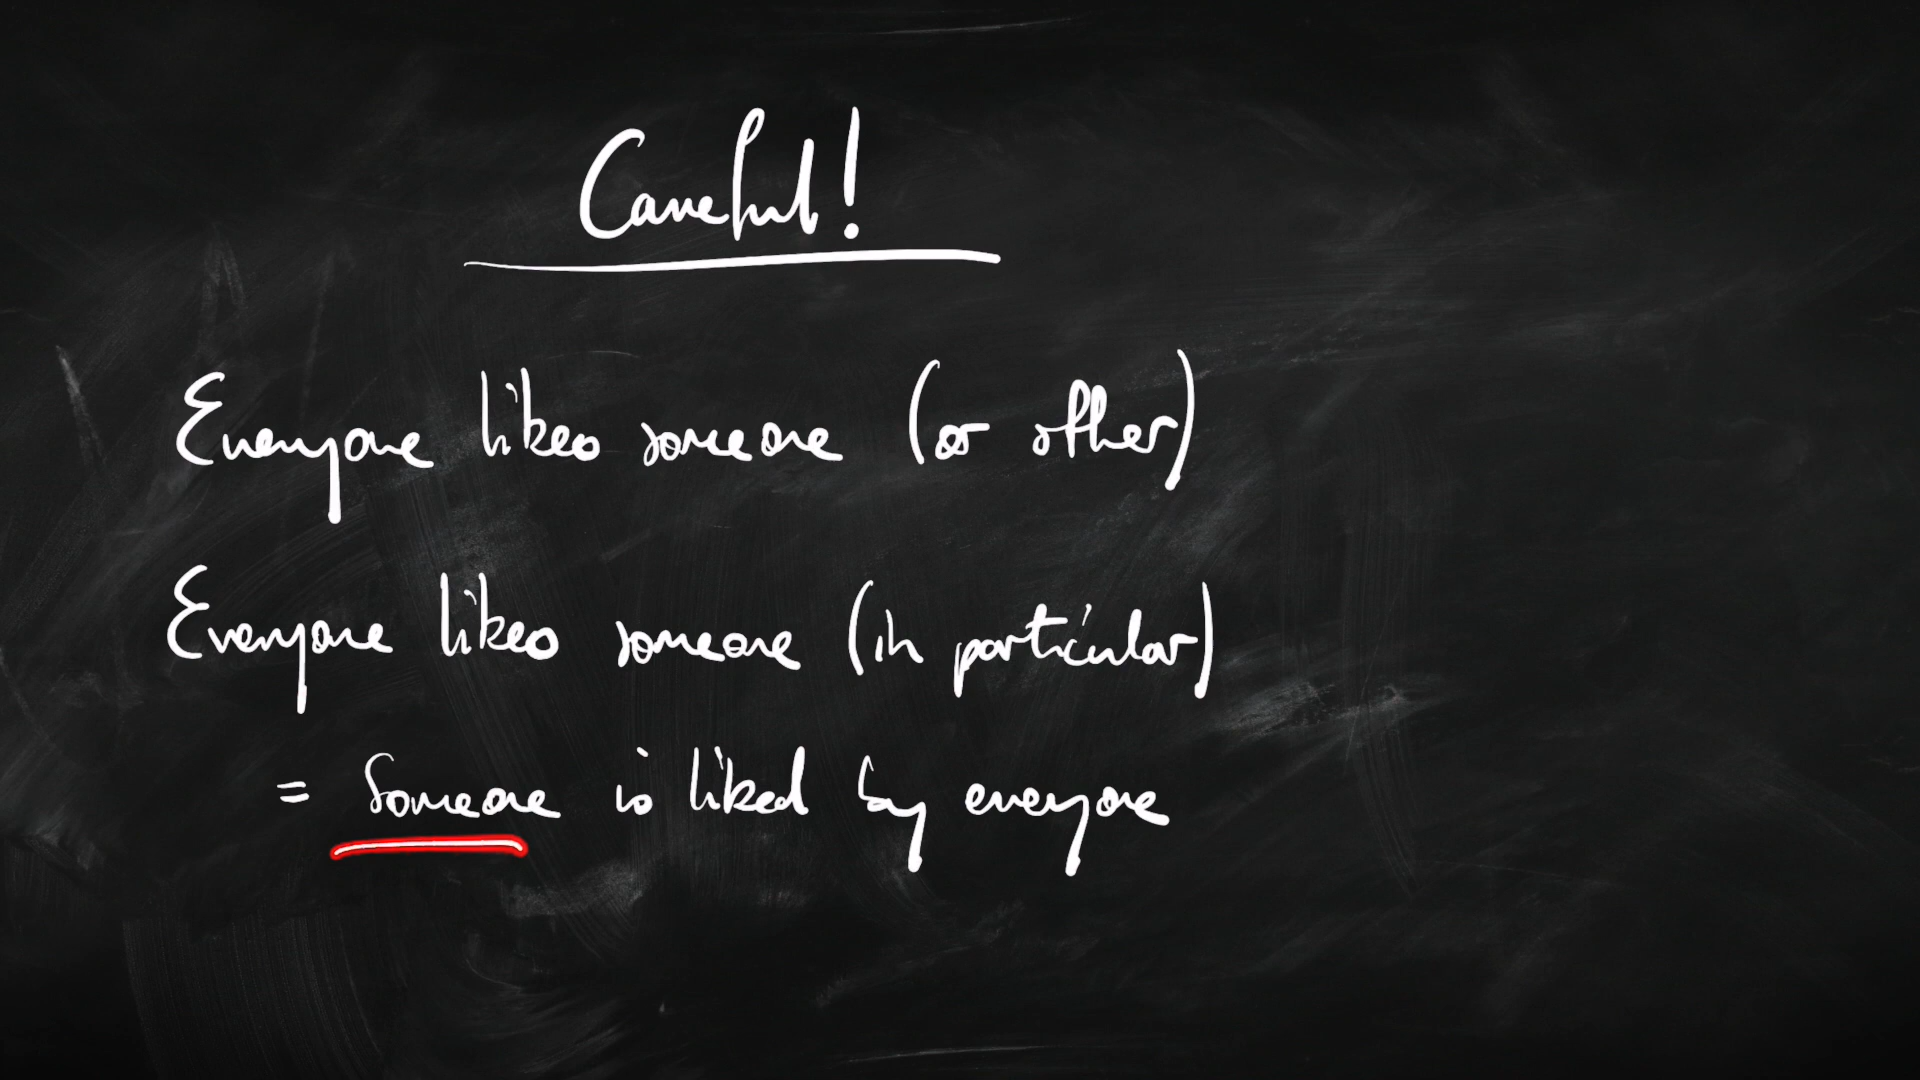 Careful!
Everyone likes someone (or other)
Everyone likes someone (in particular)
= Someone is liked by everyone